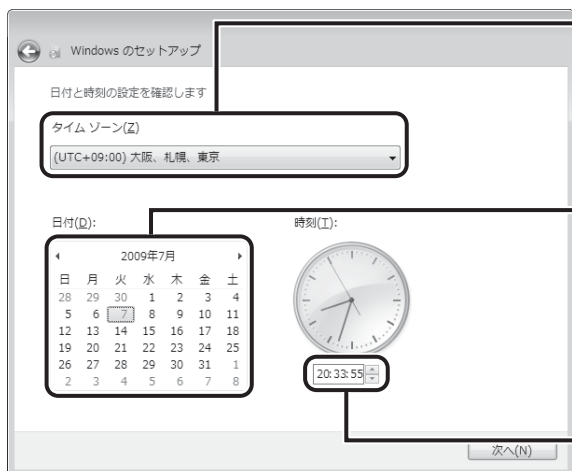 Windows のセットアップ
日付と時刻の設定を確認します
タイム ゾーン(Z)
(UTC+09:00) 大阪、札幌、東京
日付(D):
時刻(T):
2009年7月
日 月 火 水 木 金 土
28 29 30 1 2 3 4
5 6 7 8 9 10 11
12 13 14 15 16 17 18
19 20 21 22 23 24 25
26 27 28 29 30 31 1
2 3 4 5 6 7 8
20:33:55
次へ(N)